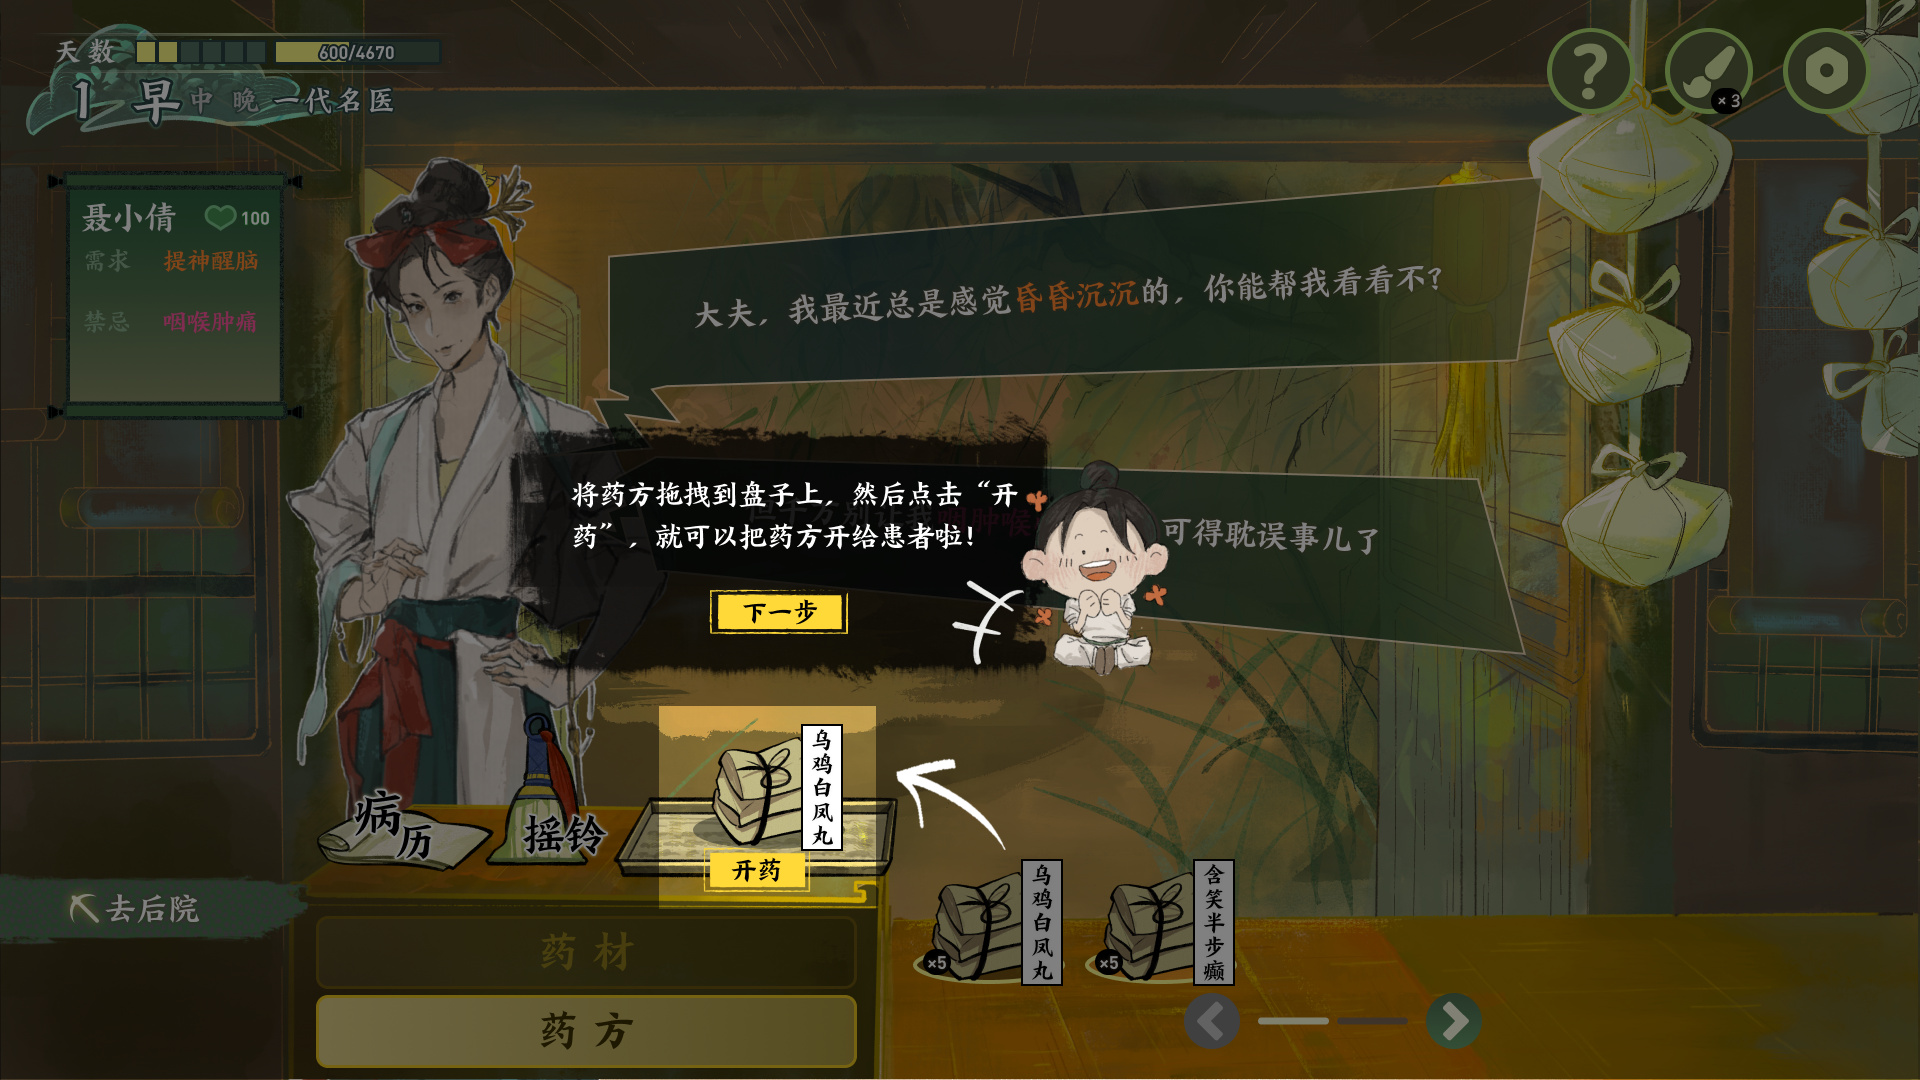 天数
600/4670
1 早 中 晚 一代名医
×3
聂小倩 100
需求 提神醒脑
禁忌 咽喉肿痛
大夫，我最近总是感觉昏昏沉沉的，你能帮我看看不？
可得耽误事儿了
将药方拖拽到盘子上，然后点击“开
药”，就可以把药方开给患者啦！
下一步
乌鸡白凤丸
开药
病历
摇铃
去后院
药材
药方
×5
乌鸡白凤丸
×5
含笑半步癫